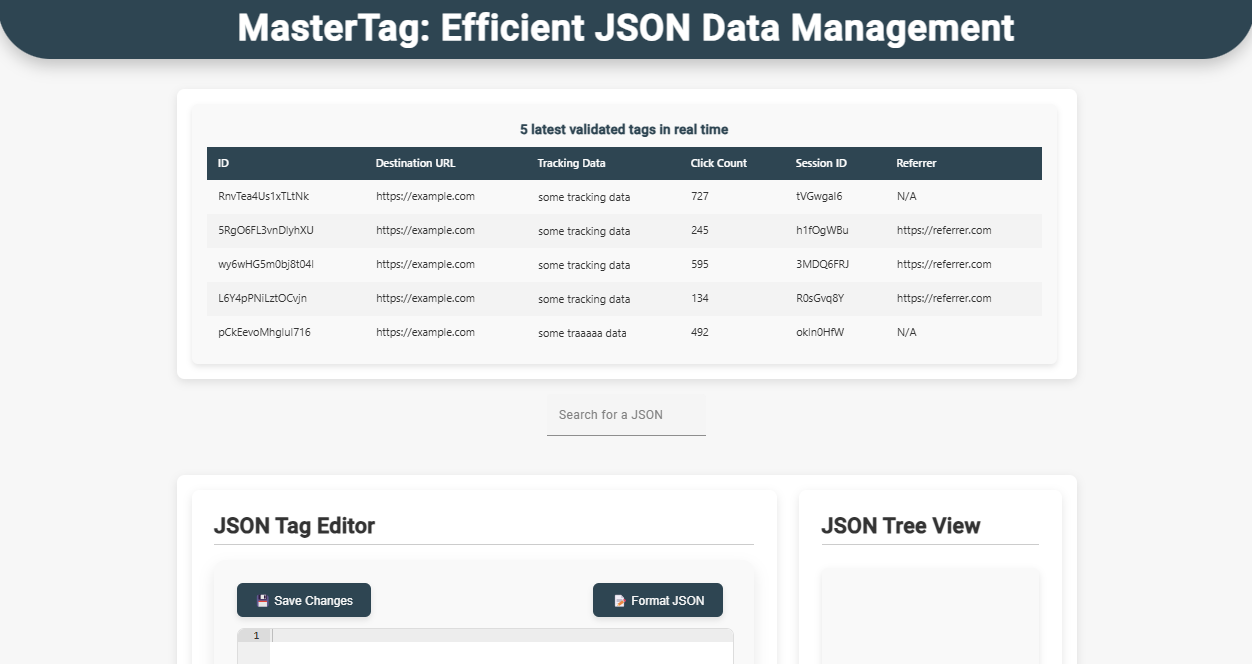 MasterTag: Efficient JSON Data Management
5 latest validated tags in real time
ID Destination URL Tracking Data Click Count Session ID Referrer
RnvTea4Us1xTLtNk https://example.com some tracking data 727 tVGwgal6 N/A
5RgO6FL3vnDlyhXU https://example.com some tracking data 245 h1fOgWBu https://referrer.com
wy6wHG5m0bj8t04l https://example.com some tracking data 595 3MDQ6FRJ https://referrer.com
L6Y4pPNiLztOCvjn https://example.com some tracking data 134 R0sGvq8Y https://referrer.com
pCkEevoMhgIuI716 https://example.com some traaaaa data 492 okIn0HfW N/A
Search for a JSON
JSON Tag Editor
JSON Tree View
Save Changes
Format JSON
1